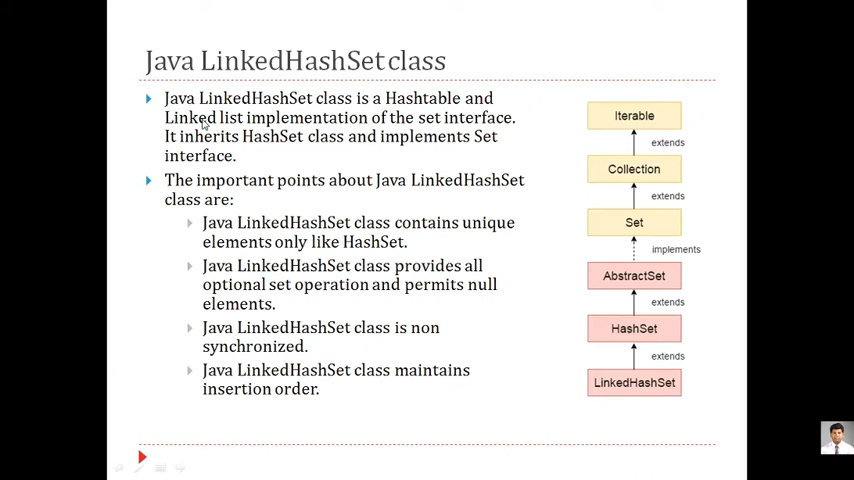 Java LinkedHashSet class
Java LinkedHashSet class is a Hashtable and
Linked list implementation of the set interface.
It inherits HashSet class and implements Set
interface.
The important points about Java LinkedHashSet
class are:
Java LinkedHashSet class contains unique
elements only like HashSet.
Java LinkedHashSet class provides all
optional set operation and permits null
elements.
Java LinkedHashSet class is non
synchronized.
Java LinkedHashSet class maintains
insertion order.
Iterable
extends
Collection
extends
Set
implements
AbstractSet
extends
HashSet
extends
LinkedHashSet